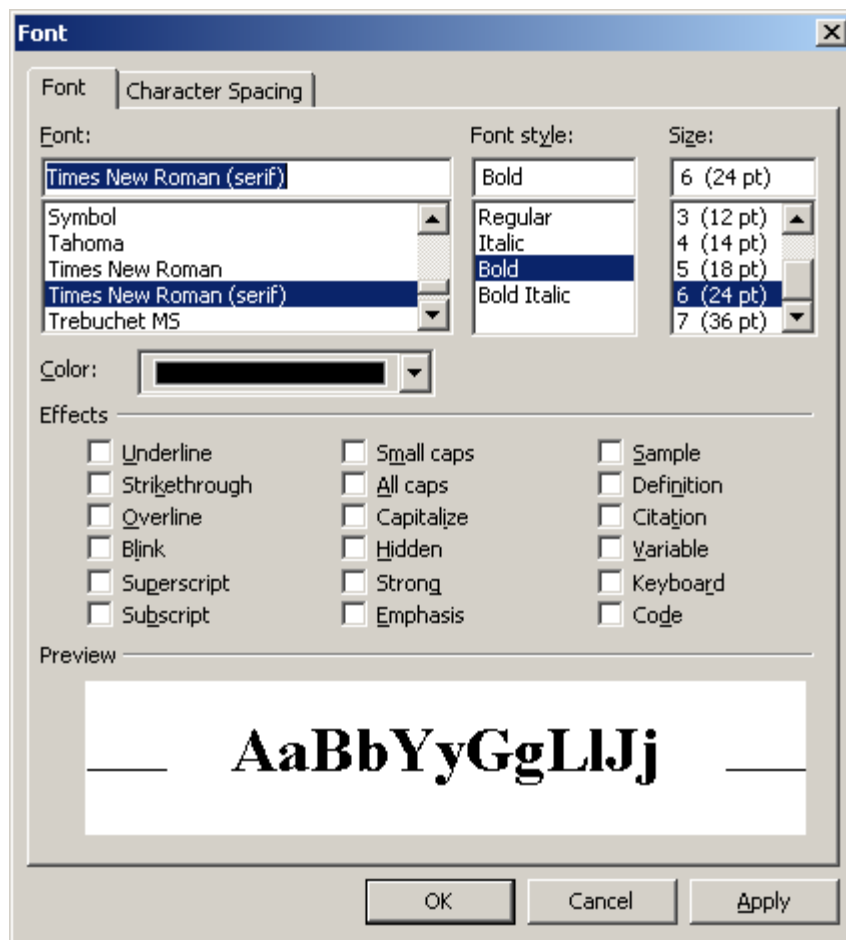 Font
Font
Character Spacing
Font:
Font style:
Size:
Times New Roman (serif)
Bold
6 (24 pt)
Symbol
Tahoma
Times New Roman
Times New Roman (serif)
Trebuchet MS
Regular
Italic
Bold
Bold Italic
3 (12 pt)
4 (14 pt)
5 (18 pt)
6 (24 pt)
7 (36 pt)
Color:
Effects
Underline
Strikethrough
Overline
Blink
Superscript
Subscript
Small caps
All caps
Capitalize
Hidden
Strong
Emphasis
Sample
Definition
Citation
Variable
Keyboard
Code
Preview
AaBbYyGgLlJj
OK
Cancel
Apply